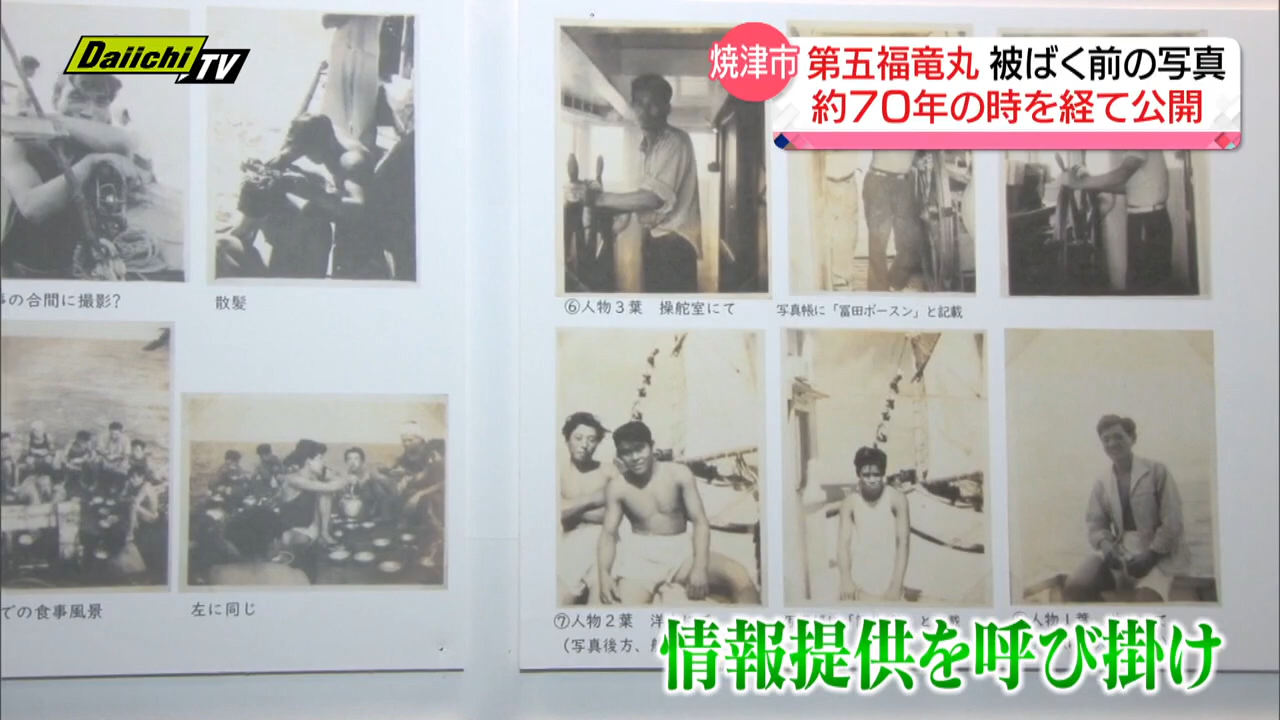 Daiichi TV
焼津市
第五福竜丸 被ばく前の写真
約70年の時を経て公開
の合間に撮影?
散髪
⑥人物3葉 操舵室にて
写真帳に「冨田ボースン」と記載
での食事風景
左に同じ
⑦人物2葉 洋
(写真後方、
人物1葉
情報提供を呼び掛け